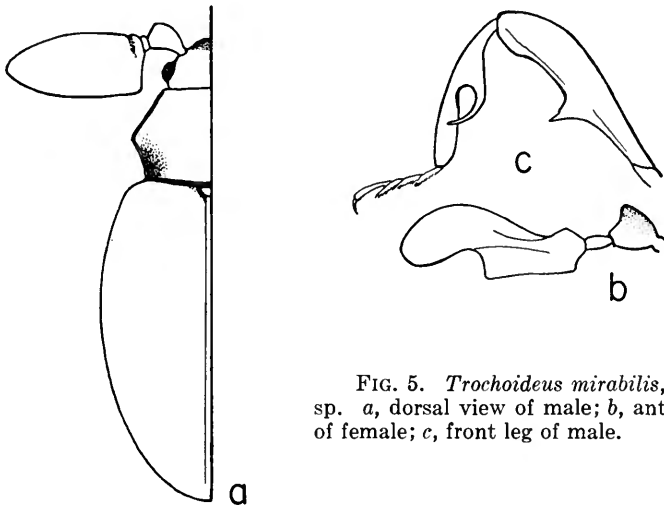 c
b
a
FIG. 5. Trochoideus mirabilis,
sp. a, dorsal view of male; b, ant
of female; c, front leg of male.